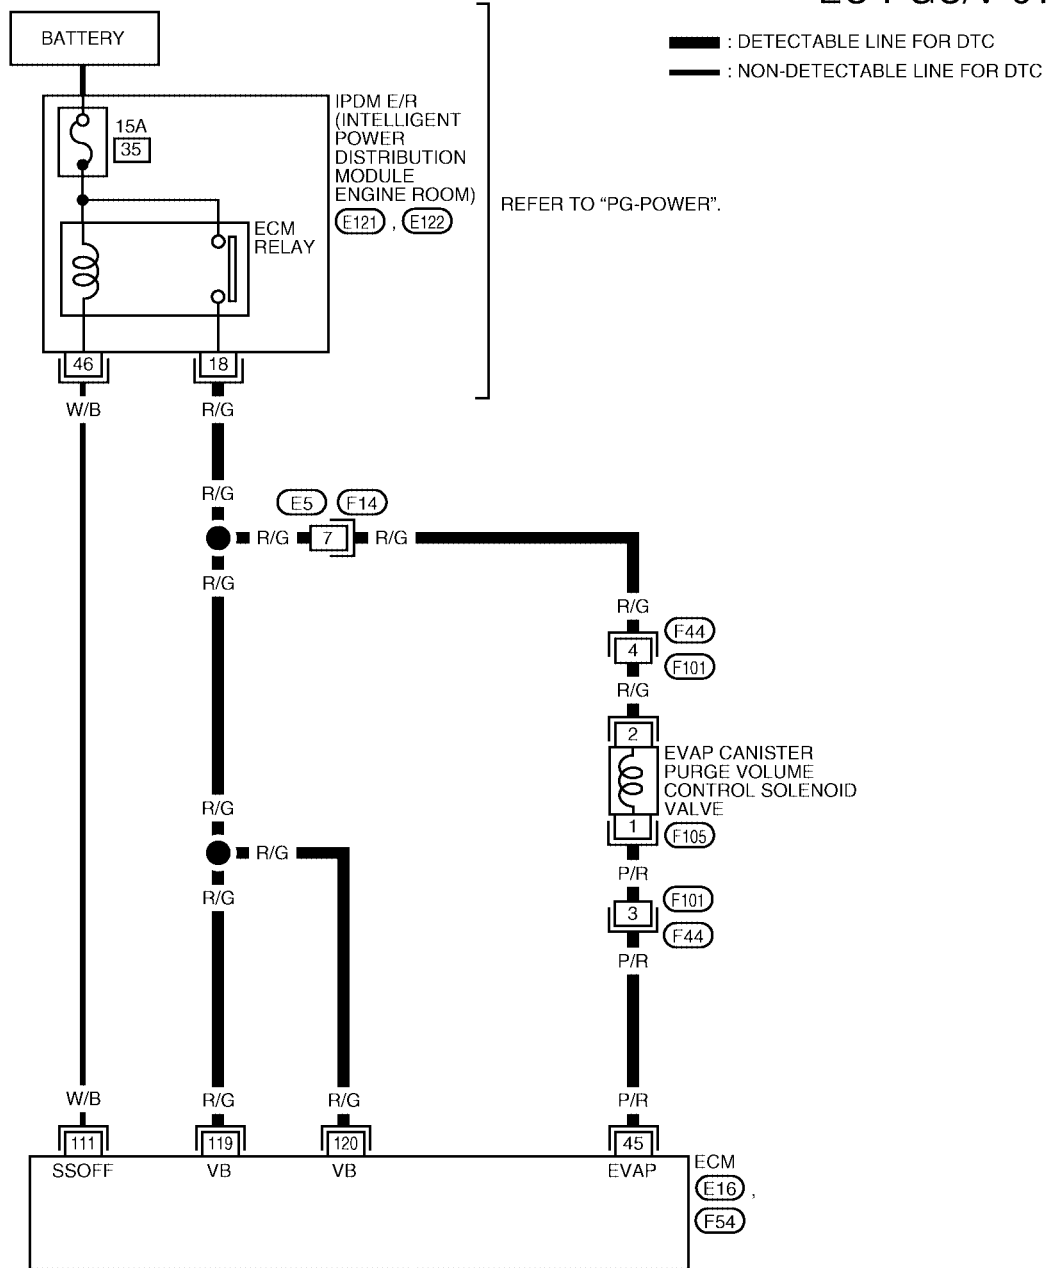 BATTERY
: DETECTABLE LINE FOR DTC
: NON-DETECTABLE LINE FOR DTC
15A
35
IPDM E/R
(INTELLIGENT
POWER
DISTRIBUTION
MODULE
ENGINE ROOM)
E121 , E122
REFER TO “PG-POWER”.
ECM
RELAY
46
18
W/B
R/G
R/G
E5
F14
R/G
7
R/G
R/G
R/G
F44
4
F101
R/G
2
EVAP CANISTER
PURGE VOLUME
CONTROL SOLENOID
VALVE
1
F105
R/G
R/G
P/R
R/G
F101
3
F44
P/R
W/B
R/G
R/G
P/R
111
119
120
45
SSOFF
VB
VB
EVAP
ECM
E16 ,
F54